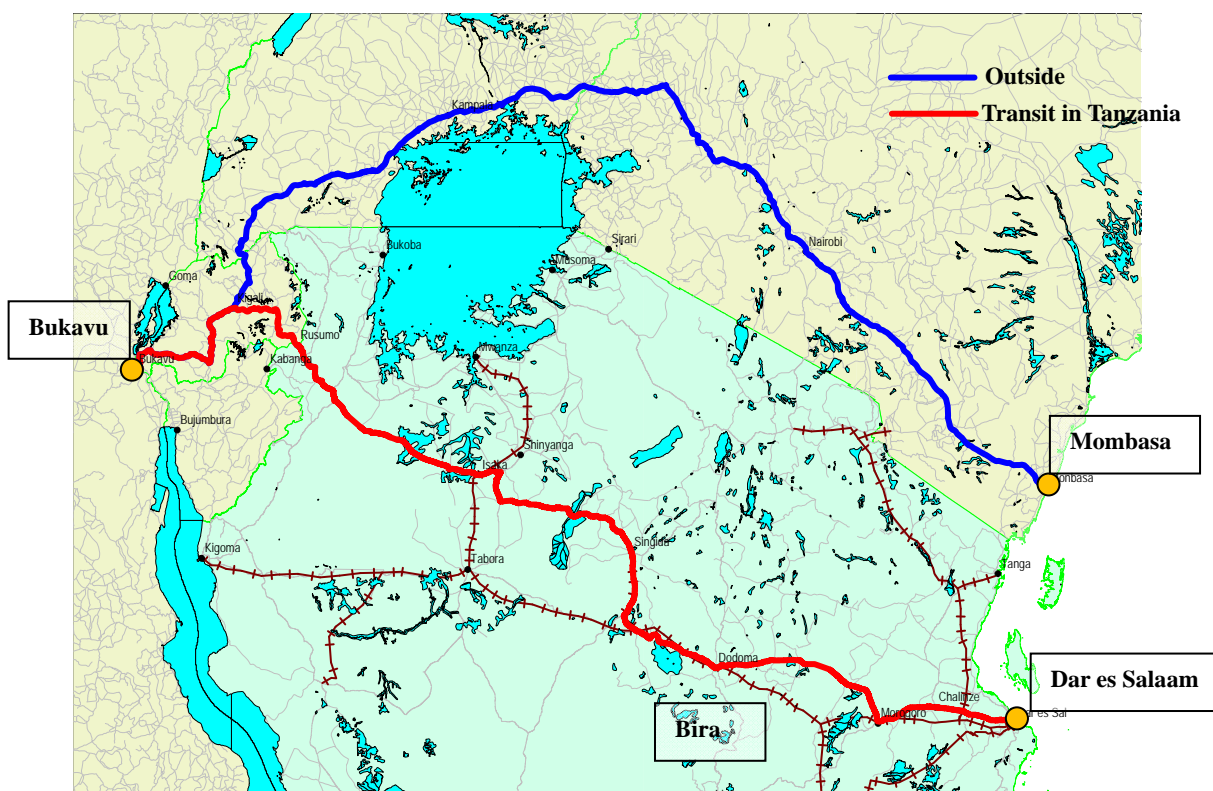 Outside
Kampala
Transit in Tanzania
Sirari
Nairobi
Bukoba
Musoma
Goma
Kigali
Bukavu
Rusumo
Bukavu
Kabanga
Mwanza
Bujumbura
Mombasa
Shinyanga
Isaka
Kigoma
Singida
Tabora
Tanga
Dodoma
Dar es Salaam
Chalinze
Morogoro
Bira